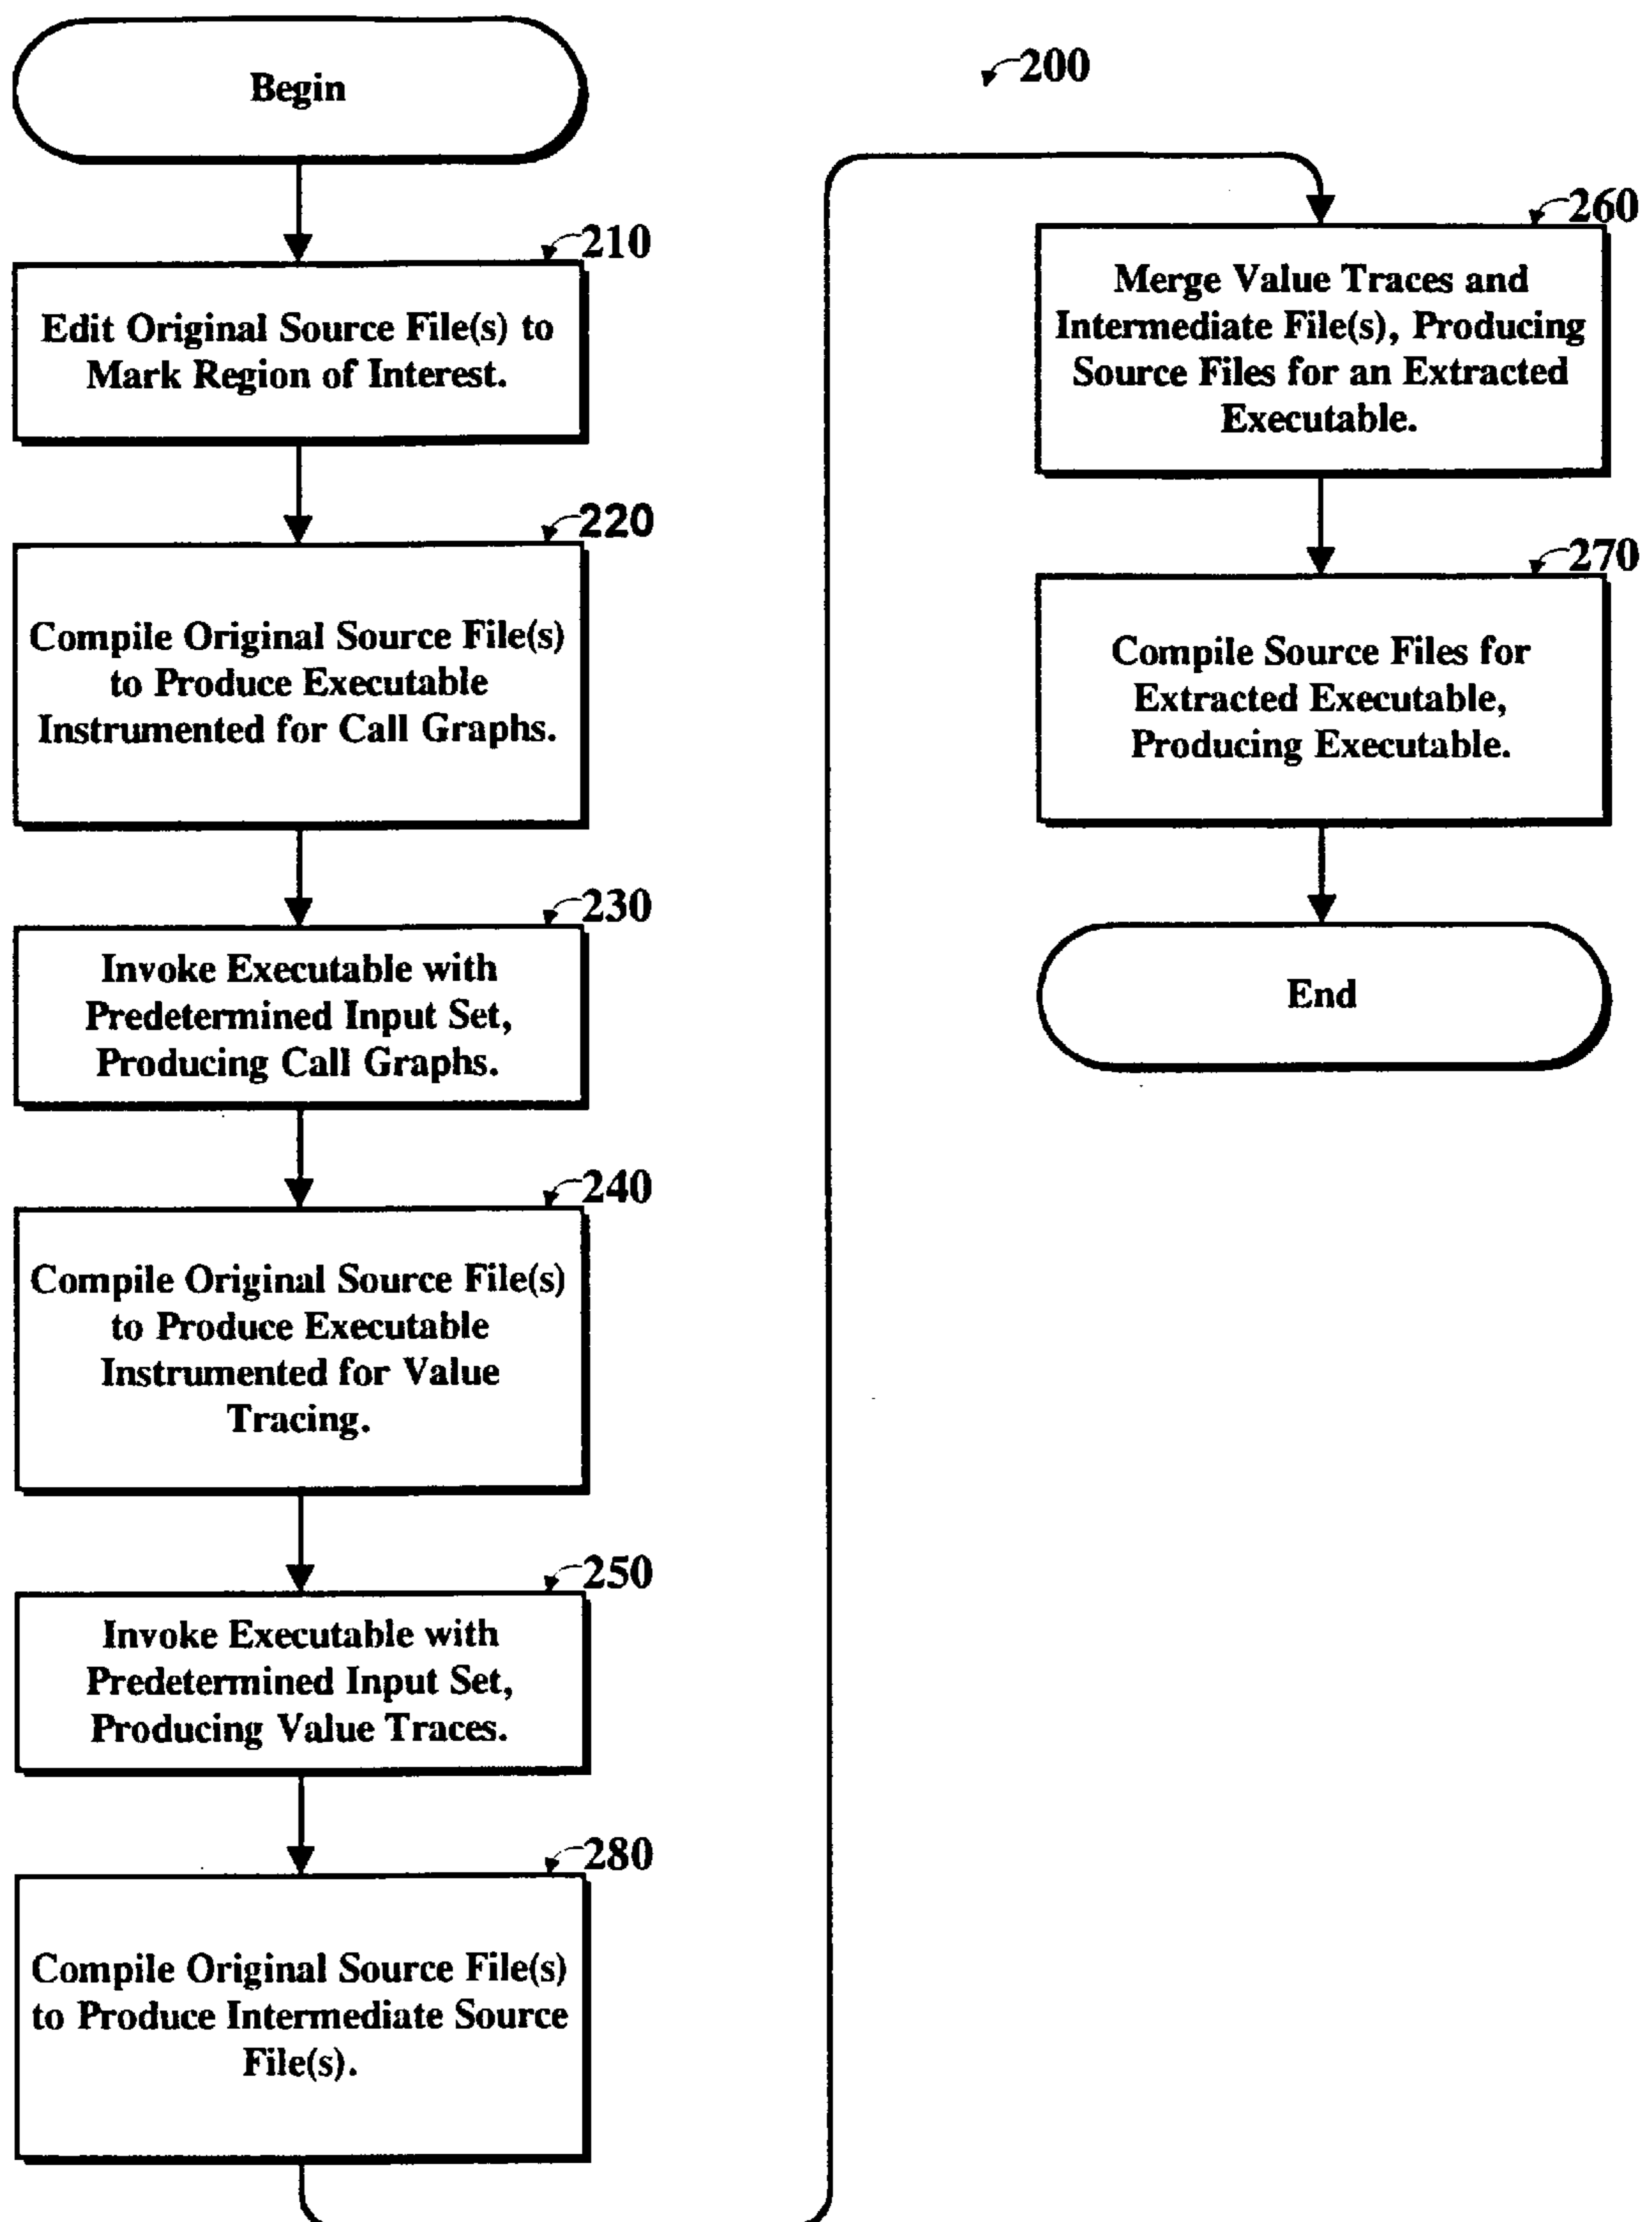 Begin
210
Edit Original Source File(s) to
Mark Region of Interest.
220
Compile Original Source File(s)
to Produce Executable
Instrumented for Call Graphs.
230
Invoke Executable with
Predetermined Input Set,
Producing Call Graphs.
240
Compile Original Source File(s)
to Produce Executable
Instrumented for Value
Tracing.
250
Invoke Executable with
Predetermined Input Set,
Producing Value Traces.
280
Compile Original Source File(s)
to Produce Intermediate Source
File(s).
200
260
Merge Value Traces and
Intermediate File(s), Producing
Source Files for an Extracted
Executable.
270
Compile Source Files for
Extracted Executable,
Producing Executable.
End